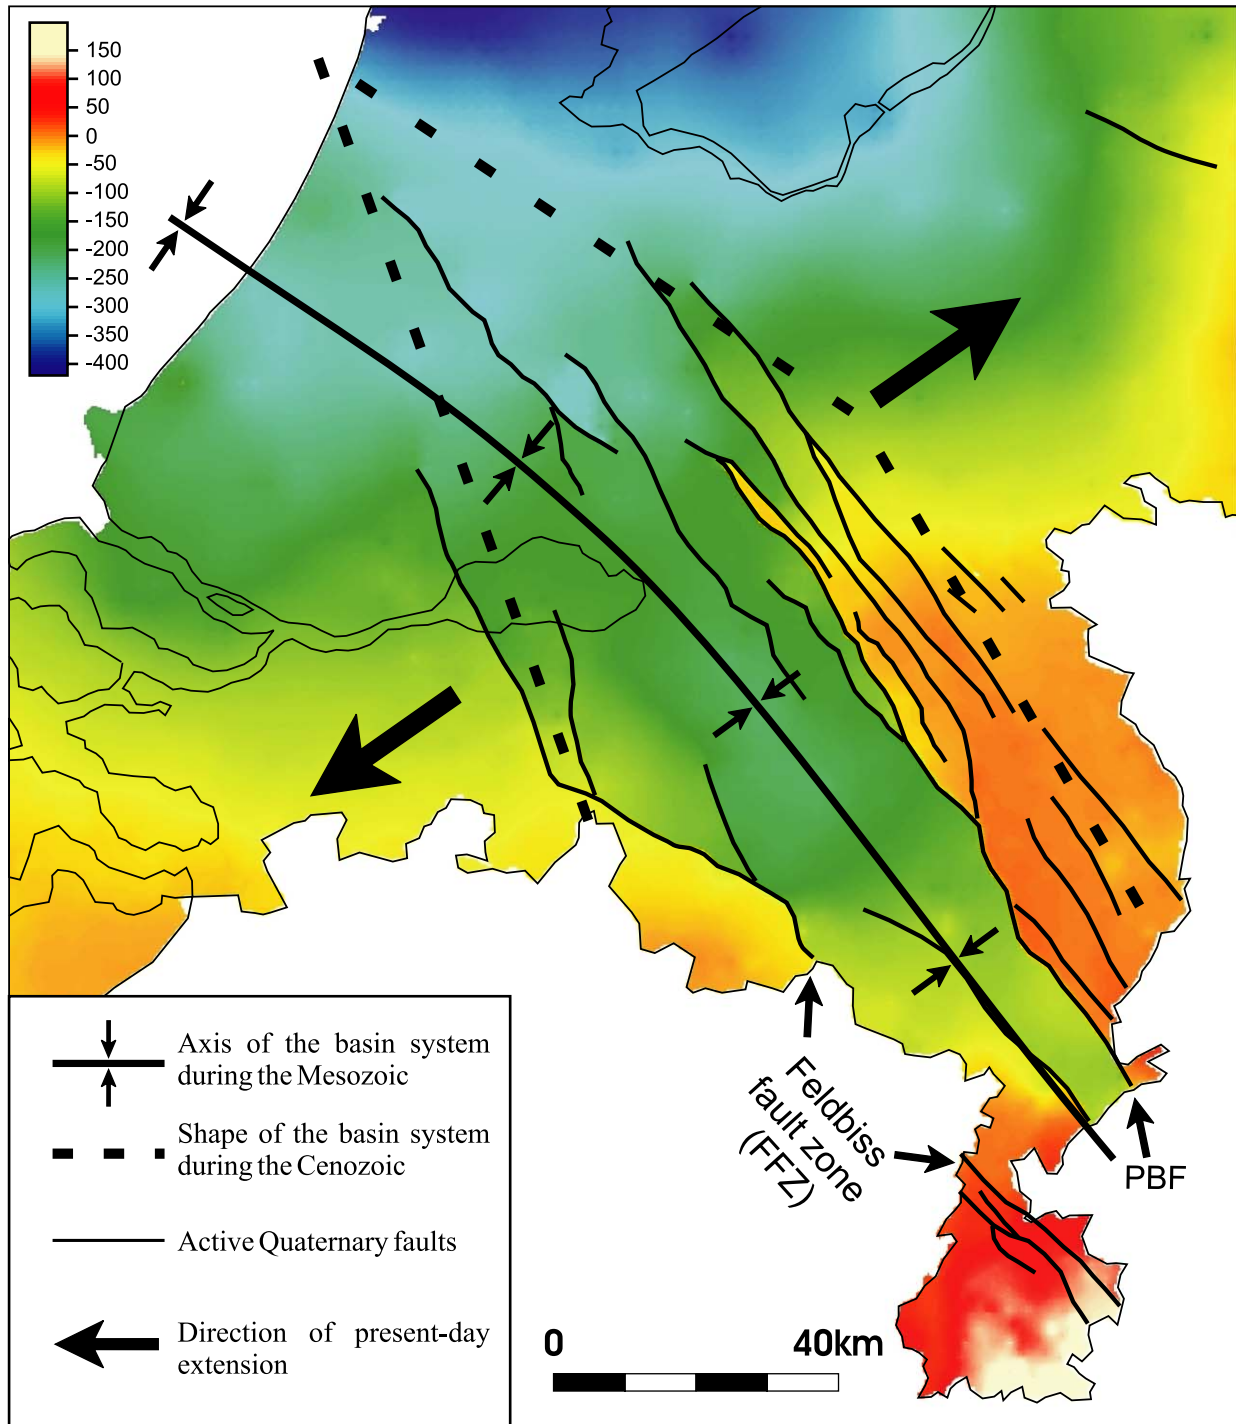 150
100
50
0
-50
-100
-150
-200
-250
-300
-350
-400
Feldbiss
fault zone
(FFZ)
PBF
Axis of the basin system
during the Mesozoic
Shape of the basin system
during the Cenozoic
Active Quaternary faults
Direction of present-day
extension
0 40km